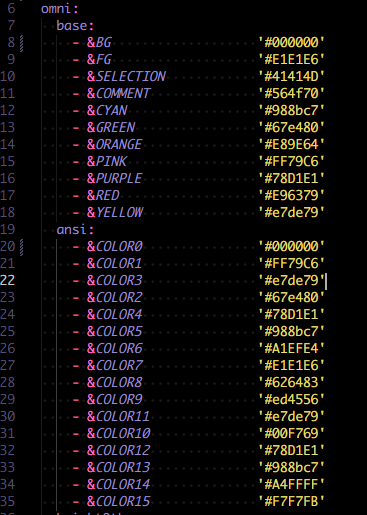 6 omni:
7 base:
8 - &BG '#000000'
9 - &FG '#E1E1E6'
10 - &SELECTION '#41414D'
11 - &COMMENT '#564f70'
12 - &CYAN '#988bc7'
13 - &GREEN '#67e480'
14 - &ORANGE '#E89E64'
15 - &PINK '#FF79C6'
16 - &PURPLE '#78D1E1'
17 - &RED '#E96379'
18 - &YELLOW '#e7de79'
19 ansi:
20 - &COLOR0 '#000000'
21 - &COLOR1 '#FF79C6'
22 - &COLOR3 '#e7de79'
23 - &COLOR2 '#67e480'
24 - &COLOR4 '#78D1E1'
25 - &COLOR5 '#988bc7'
26 - &COLOR6 '#A1EFE4'
27 - &COLOR7 '#E1E1E6'
28 - &COLOR8 '#626483'
29 - &COLOR9 '#ed4556'
30 - &COLOR11 '#e7de79'
31 - &COLOR10 '#00F769'
32 - &COLOR12 '#78D1E1'
33 - &COLOR13 '#988bc7'
34 - &COLOR14 '#A4FFFF'
35 - &COLOR15 '#F7F7FB'